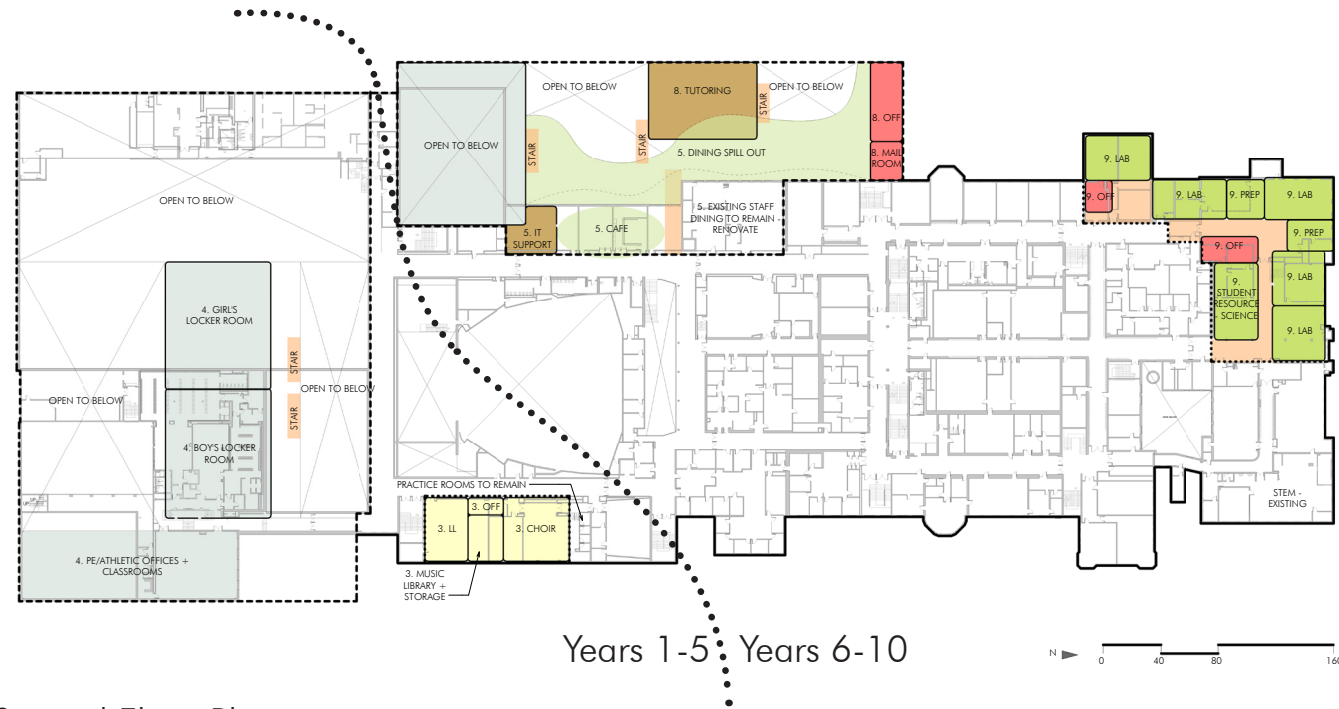 OPEN TO BELOW
8. TUTORING
OPEN TO BELOW
STAIR
8. OFF
STAIR
STAIR
OPEN TO BELOW
5. DINING SPILL OUT
8. MAIL
ROOM
9. LAB
OPEN TO BELOW
9. OFF
9. LAB
9. PREP
9. LAB
5. IT
SUPPORT
5. CAFE
5. EXISTING STAFF
DINING TO REMAIN -
RENOVATE
9. PREP
9. OFF
9. LAB
9.
STUDENT
RESOURCE
- SCIENCE
4. GIRL'S
LOCKER ROOM
9. LAB
STAIR
OPEN TO BELOW
OPEN TO BELOW
STAIR
4. BOY'S LOCKER
ROOM
PRACTICE ROOMS TO REMAIN
STEM -
EXISTING
3. LL
3. OFF
3. CHOIR
4. PE/ATHLETIC OFFICES +
CLASSROOMS
3. MUSIC
LIBRARY +
STORAGE
Years 1-5
Years 6-10
N
0
40
80
160